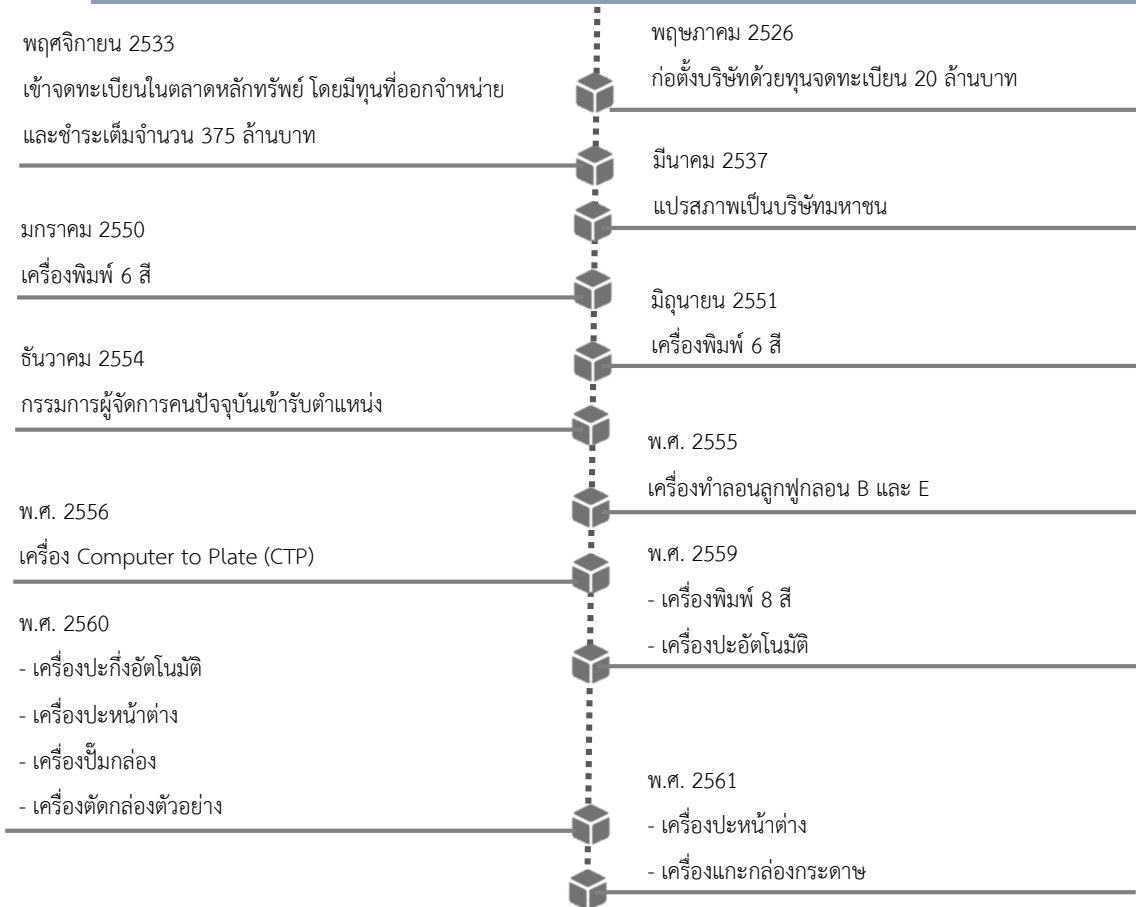 พฤษภาคม 2526
ก่อตั้งบริษัทด้วยทุนจดทะเบียน 20 ล้านบาท
พฤศจิกายน 2533
เข้าจดทะเบียนในตลาดหลักทรัพย์ โดยมีทุนที่ออกจำหน่าย
และชำระเต็มจำนวน 375 ล้านบาท
มีนาคม 2537
แปรสภาพเป็นบริษัทมหาชน
มกราคม 2550
เครื่องพิมพ์ 6 สี
มิถุนายน 2551
เครื่องพิมพ์ 6 สี
ธันวาคม 2554
กรรมการผู้จัดการคนปัจจุบันเข้ารับตำแหน่ง
พ.ศ. 2555
เครื่องทำลอนลูกฟูกลอน B และ E
พ.ศ. 2556
เครื่อง Computer to Plate (CTP)
พ.ศ. 2559
- เครื่องพิมพ์ 8 สี
- เครื่องปะอัตโนมัติ
พ.ศ. 2560
- เครื่องปะกึ่งอัตโนมัติ
- เครื่องปะหน้าต่าง
- เครื่องปั๊มกล่อง
- เครื่องตัดกล่องตัวอย่าง
พ.ศ. 2561
- เครื่องปะหน้าต่าง
- เครื่องแกะกล่องกระดาษ